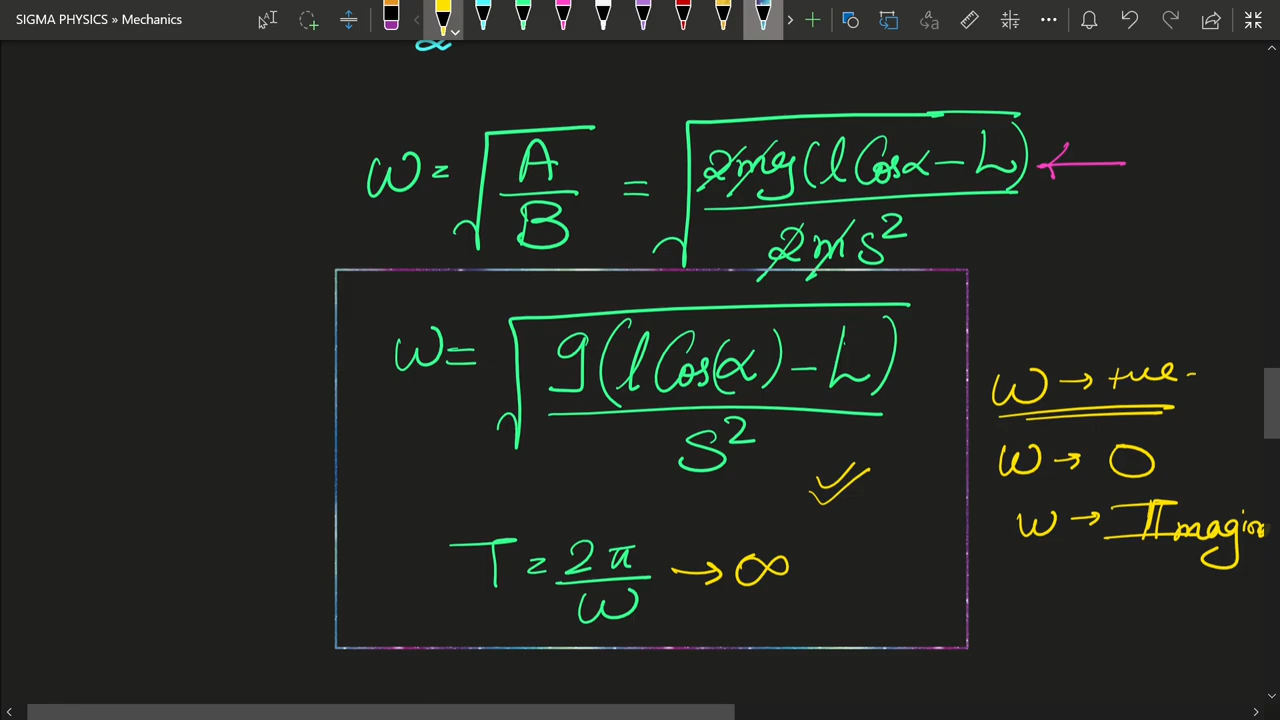 SIGMA PHYSICS » Mechanics
α
ω = √(A/B) = √(2mg(l Cosα − L)/2ms²)
ω = √(g(l Cos(α) − L)/s²)
ω → +ve
ω → 0
ω → Imagin
T = 2π/ω → ∞